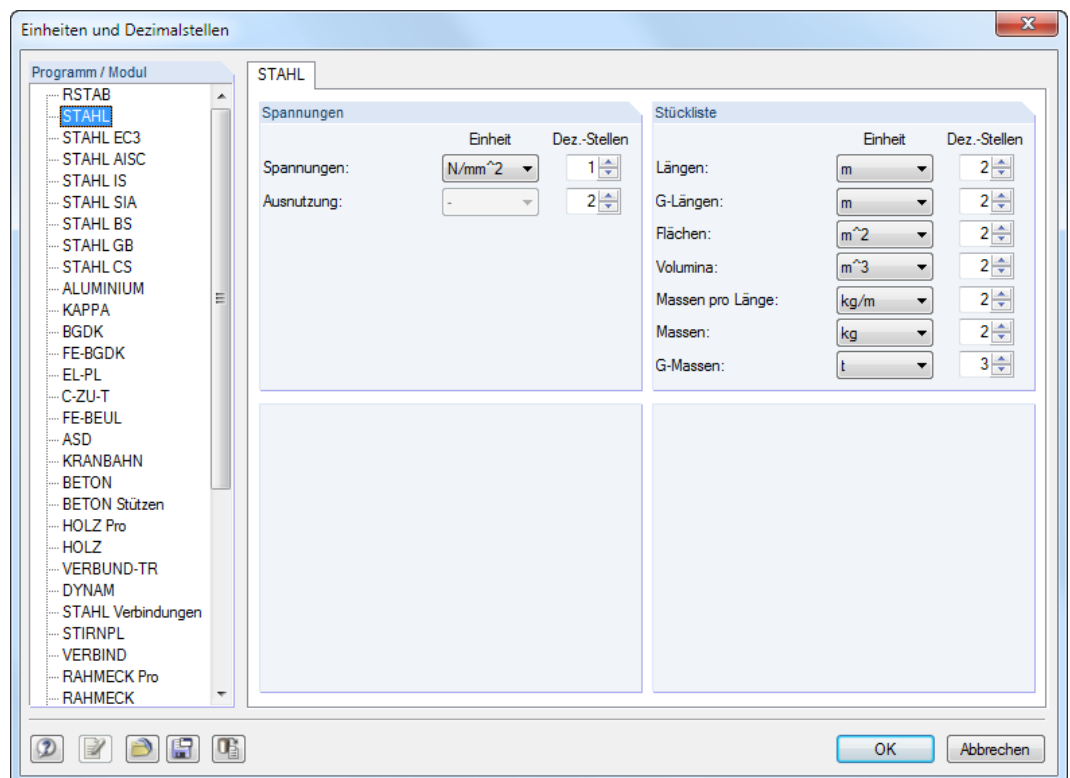 Einheiten und Dezimalstellen
Programm / Modul
RSTAB
STAHL
STAHL EC3
STAHL AISC
STAHL IS
STAHL SIA
STAHL BS
STAHL GB
STAHL CS
ALUMINIUM
KAPPA
BGDK
FE-BGDK
EL-PL
C-ZU-T
FE-BEUL
ASD
KRANBAHN
BETON
BETON Stützen
HOLZ Pro
HOLZ
VERBUND-TR
DYNAM
STAHL Verbindungen
STIRNPL
VERBIND
RAHMECK Pro
RAHMECK
STAHL
Spannungen
Einheit Dez.-Stellen
Spannungen: N/mm^2 1
Ausnutzung: - 2
Stückliste
Einheit Dez.-Stellen
Längen: m 2
G-Längen: m 2
Flächen: m^2 2
Volumina: m^3 2
Massen pro Länge: kg/m 2
Massen: kg 2
G-Massen: t 3
OK Abbrechen